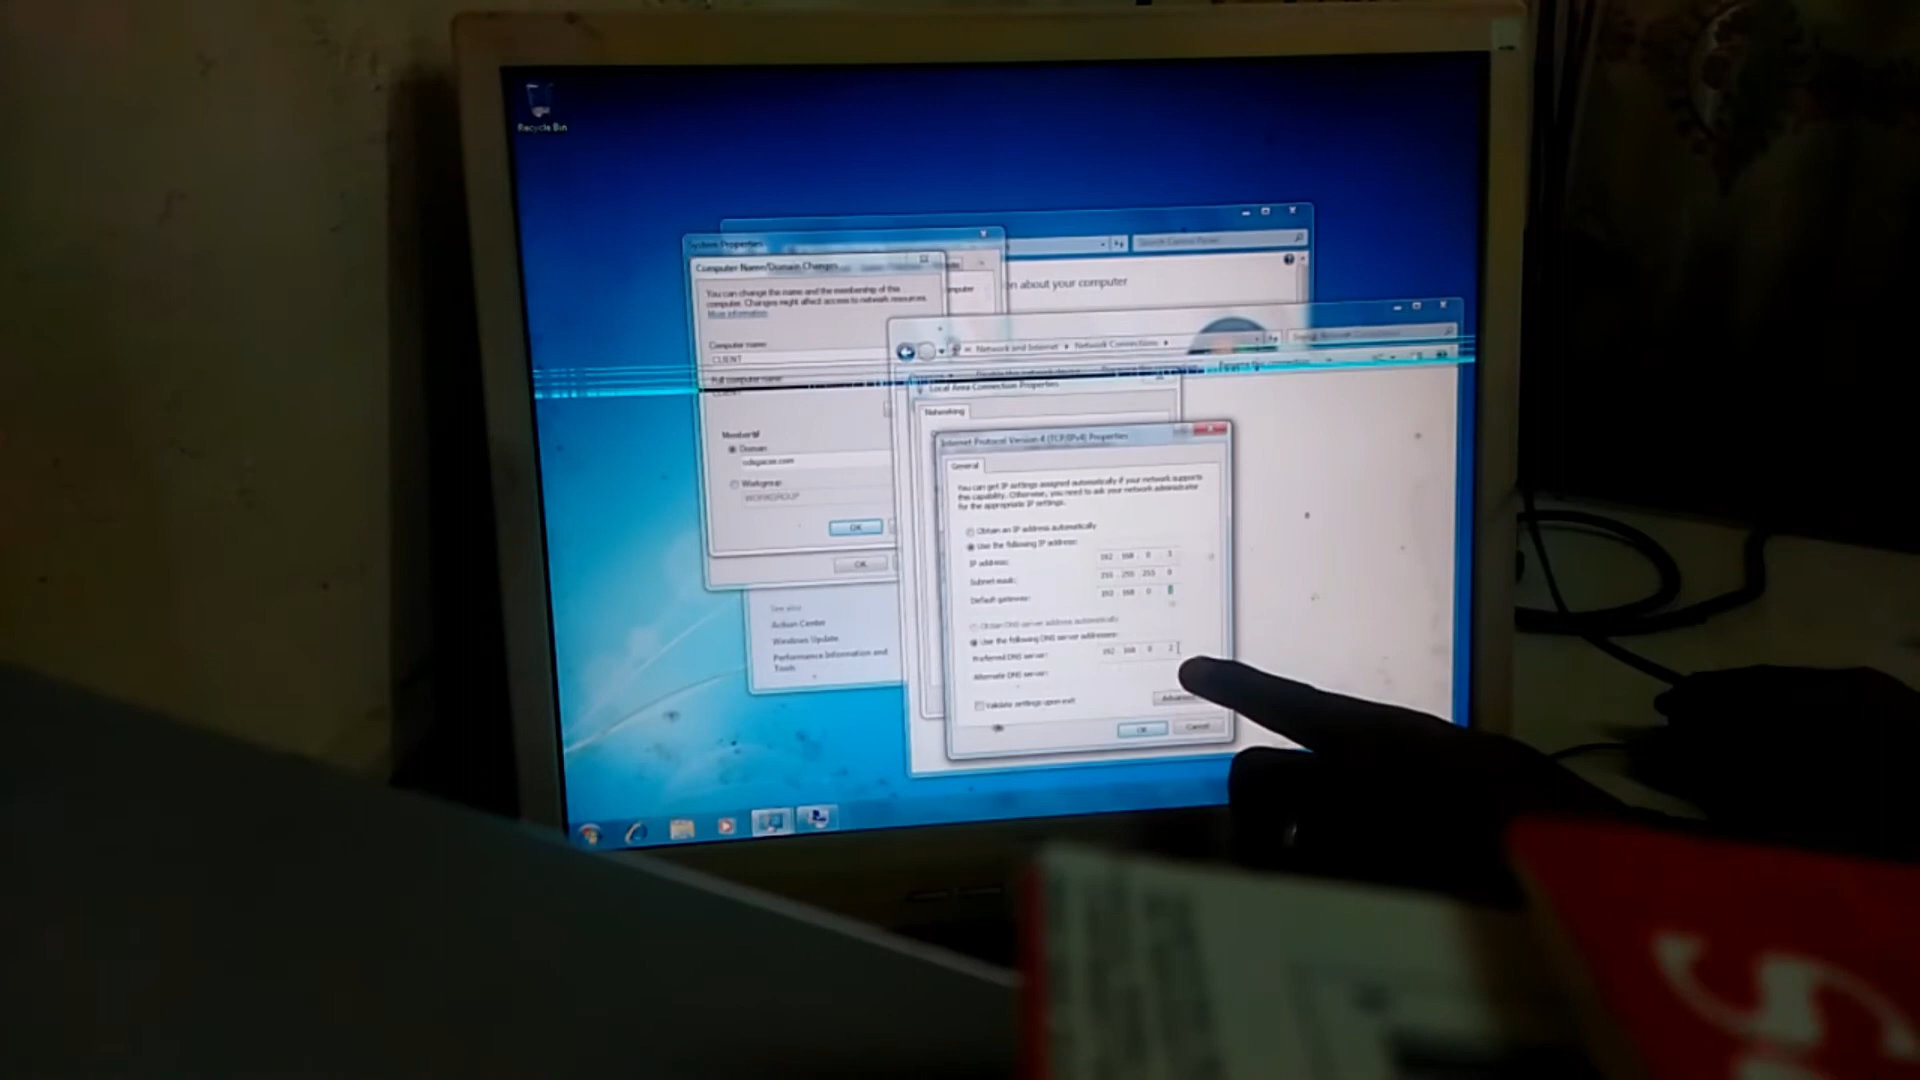 Recycle Bin
System Properties
Computer Name/Domain Changes
You can change the name and the membership of this
computer. Changes might affect access to network resources.
More information
Computer name:
CLIENT
Full computer name:
CLIENT
Member of
Domain:
Workgroup:
WORKGROUP
OK
OK
computer
Search Control Panel
on about your computer
See also
Action Center
Windows Update
Performance Information and
Tools
Network and Internet
Network Connections
Local Area Connection Properties
Networking
Internet Protocol Version 4 (TCP/IPv4) Properties
General
You can get IP settings assigned automatically if your network supports
this capability. Otherwise, you need to ask your network administrator
for the appropriate IP settings.
Obtain an IP address automatically
Use the following IP address:
IP address:
192 . 168 . 0 .
Subnet mask:
255 . 255 . 255 . 0
Default gateway:
192 . 168 . 0 .
Obtain DNS server address automatically
Use the following DNS server addresses:
Preferred DNS server:
192 . 168 . 0 . 2
Alternate DNS server:
Validate settings upon exit
Advanced
OK
Cancel